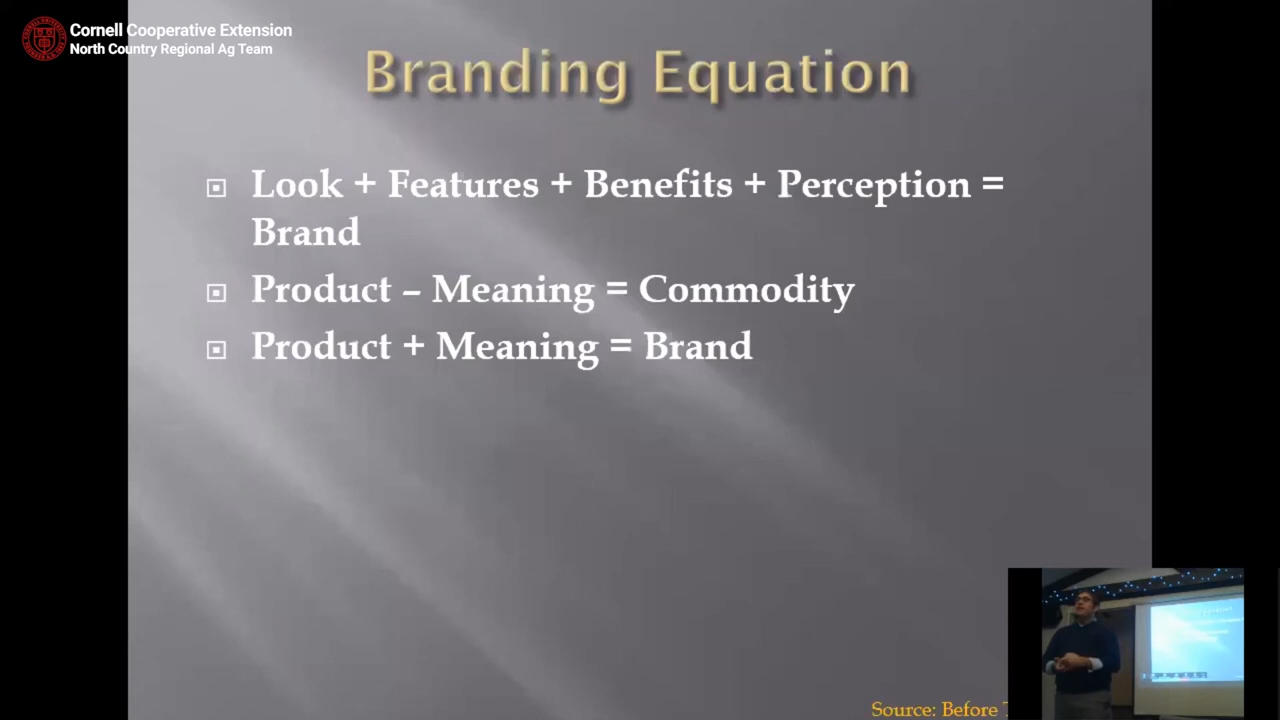 Cornell Cooperative Extension
North Country Regional Ag Team
Branding Equation
Look + Features + Benefits + Perception =
Brand
Product – Meaning = Commodity
Product + Meaning = Brand
Source: Before